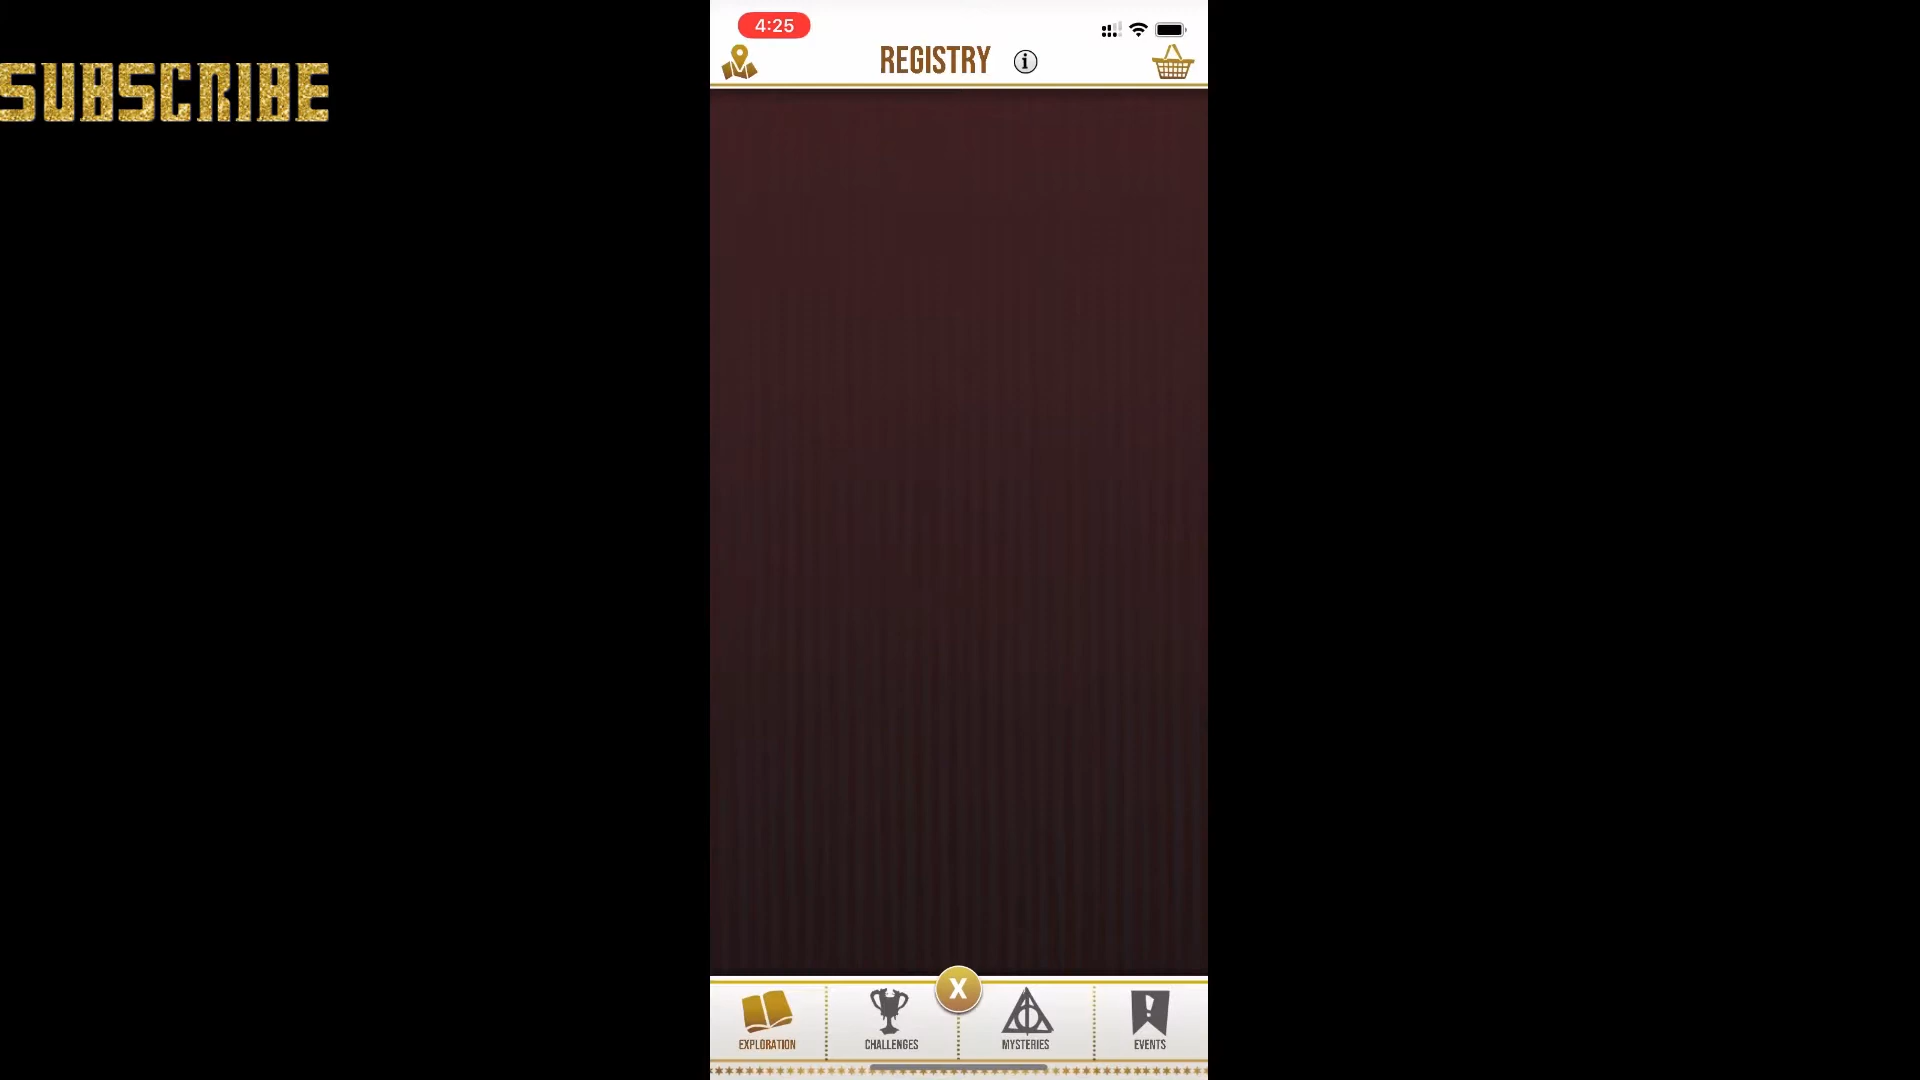 SUBSCRIBE
4:25
REGISTRY
X
EXPLORATION
CHALLENGES
MYSTERIES
EVENTS